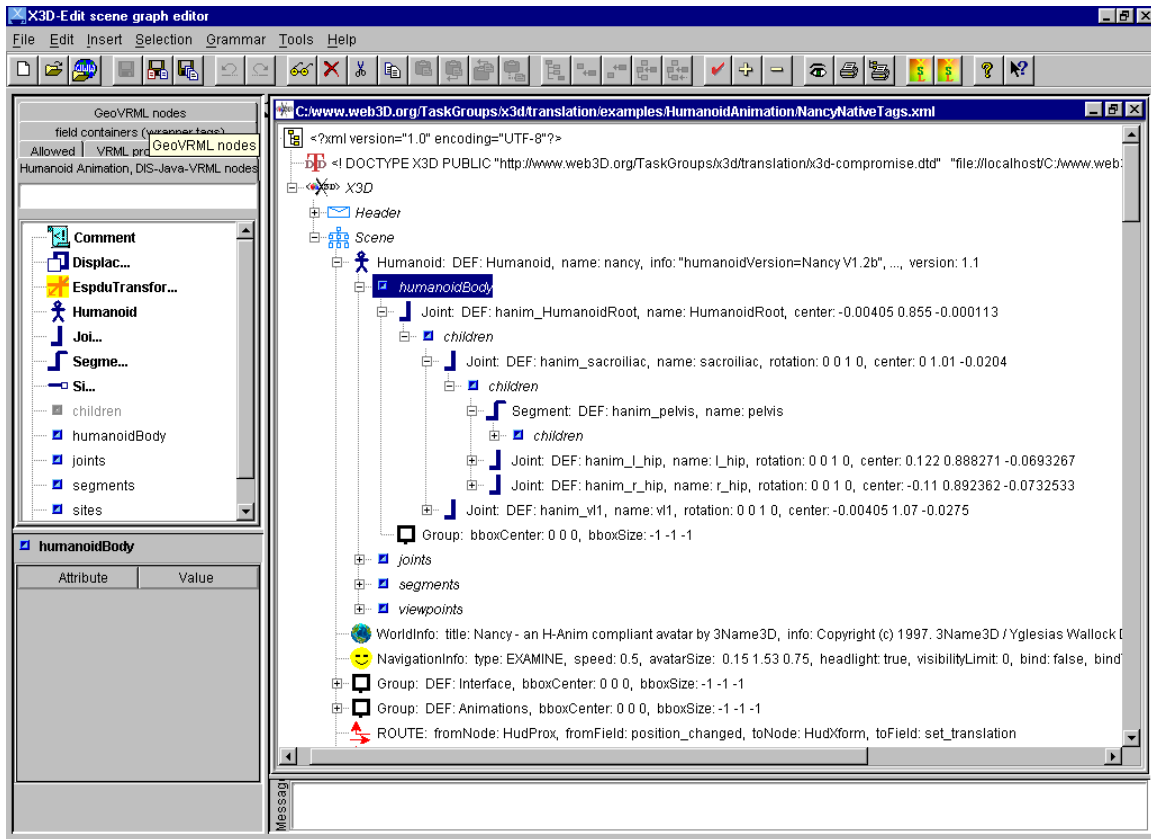 X3D-Edit scene graph editor
File Edit Insert Selection Grammar Tools Help
GeoVRML nodes
field containers (wrapper tags)
Allowed VRML pro
GeoVRML nodes
Humanoid Animation, DIS-Java-VRML nodes
Comment
Displac...
EspduTransfor...
Humanoid
Joi...
Segme...
Si...
children
humanoidBody
joints
segments
sites
humanoidBody
Attribute Value
C:/www.web3D.org/TaskGroups/x3d/translation/examples/HumanoidAnimation/NancyNativeTags.xml
<?xml version="1.0" encoding="UTF-8"?>
<! DOCTYPE X3D PUBLIC "http://www.web3D.org/TaskGroups/x3d/translation/x3d-compromise.dtd" "file://localhost/C:/www.web3
X3D
Header
Scene
Humanoid: DEF: Humanoid, name: nancy, info: "humanoidVersion=Nancy V1.2b", ..., version: 1.1
humanoidBody
Joint: DEF: hanim_HumanoidRoot, name: HumanoidRoot, center: -0.00405 0.855 -0.000113
children
Joint: DEF: hanim_sacroiliac, name: sacroiliac, rotation: 0 0 1 0, center: 0 1.01 -0.0204
children
Segment: DEF: hanim_pelvis, name: pelvis
children
Joint: DEF: hanim_l_hip, name: l_hip, rotation: 0 0 1 0, center: 0.122 0.888271 -0.0693267
Joint: DEF: hanim_r_hip, name: r_hip, rotation: 0 0 1 0, center: -0.11 0.892362 -0.0732533
Joint: DEF: hanim_vl1, name: vl1, rotation: 0 0 1 0, center: -0.00405 1.07 -0.0275
Group: bboxCenter: 0 0 0, bboxSize: -1 -1 -1
joints
segments
viewpoints
WorldInfo: title: Nancy - an H-Anim compliant avatar by 3Name3D, info: Copyright (c) 1997. 3Name3D / Yglesias Wallock D
NavigationInfo: type: EXAMINE, speed: 0.5, avatarSize: 0.15 1.53 0.75, headlight: true, visibilityLimit: 0, bind: false, bindT
Group: DEF: Interface, bboxCenter: 0 0 0, bboxSize: -1 -1 -1
Group: DEF: Animations, bboxCenter: 0 0 0, bboxSize: -1 -1 -1
ROUTE: fromNode: HudProx, fromField: position_changed, toNode: HudXform, toField: set_translation
Messag